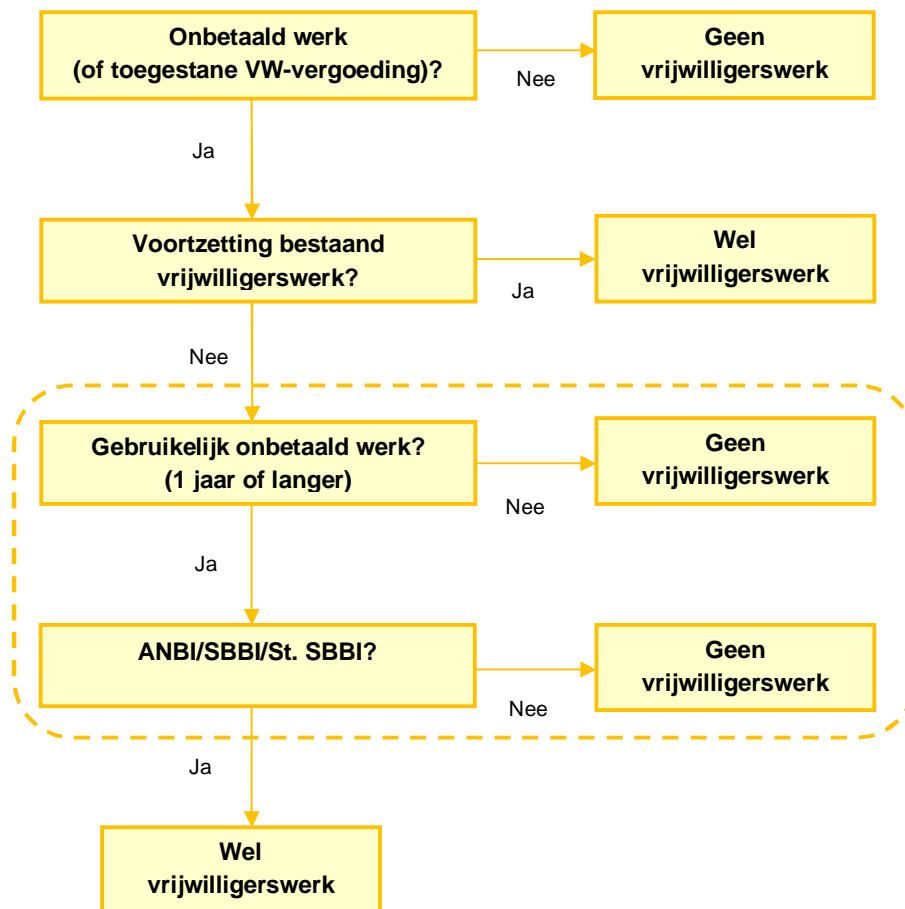 Onbetaald werk
(of toegestane VW-vergoeding)?
Nee
Geen
vrijwilligerswerk
Ja
Voortzetting bestaand
vrijwilligerswerk?
Ja
Wel
vrijwilligerswerk
Nee
Gebruikelijk onbetaald werk?
(1 jaar of langer)
Nee
Geen
vrijwilligerswerk
Ja
ANBI/SBBI/St. SBBI?
Nee
Geen
vrijwilligerswerk
Ja
Wel
vrijwilligerswerk